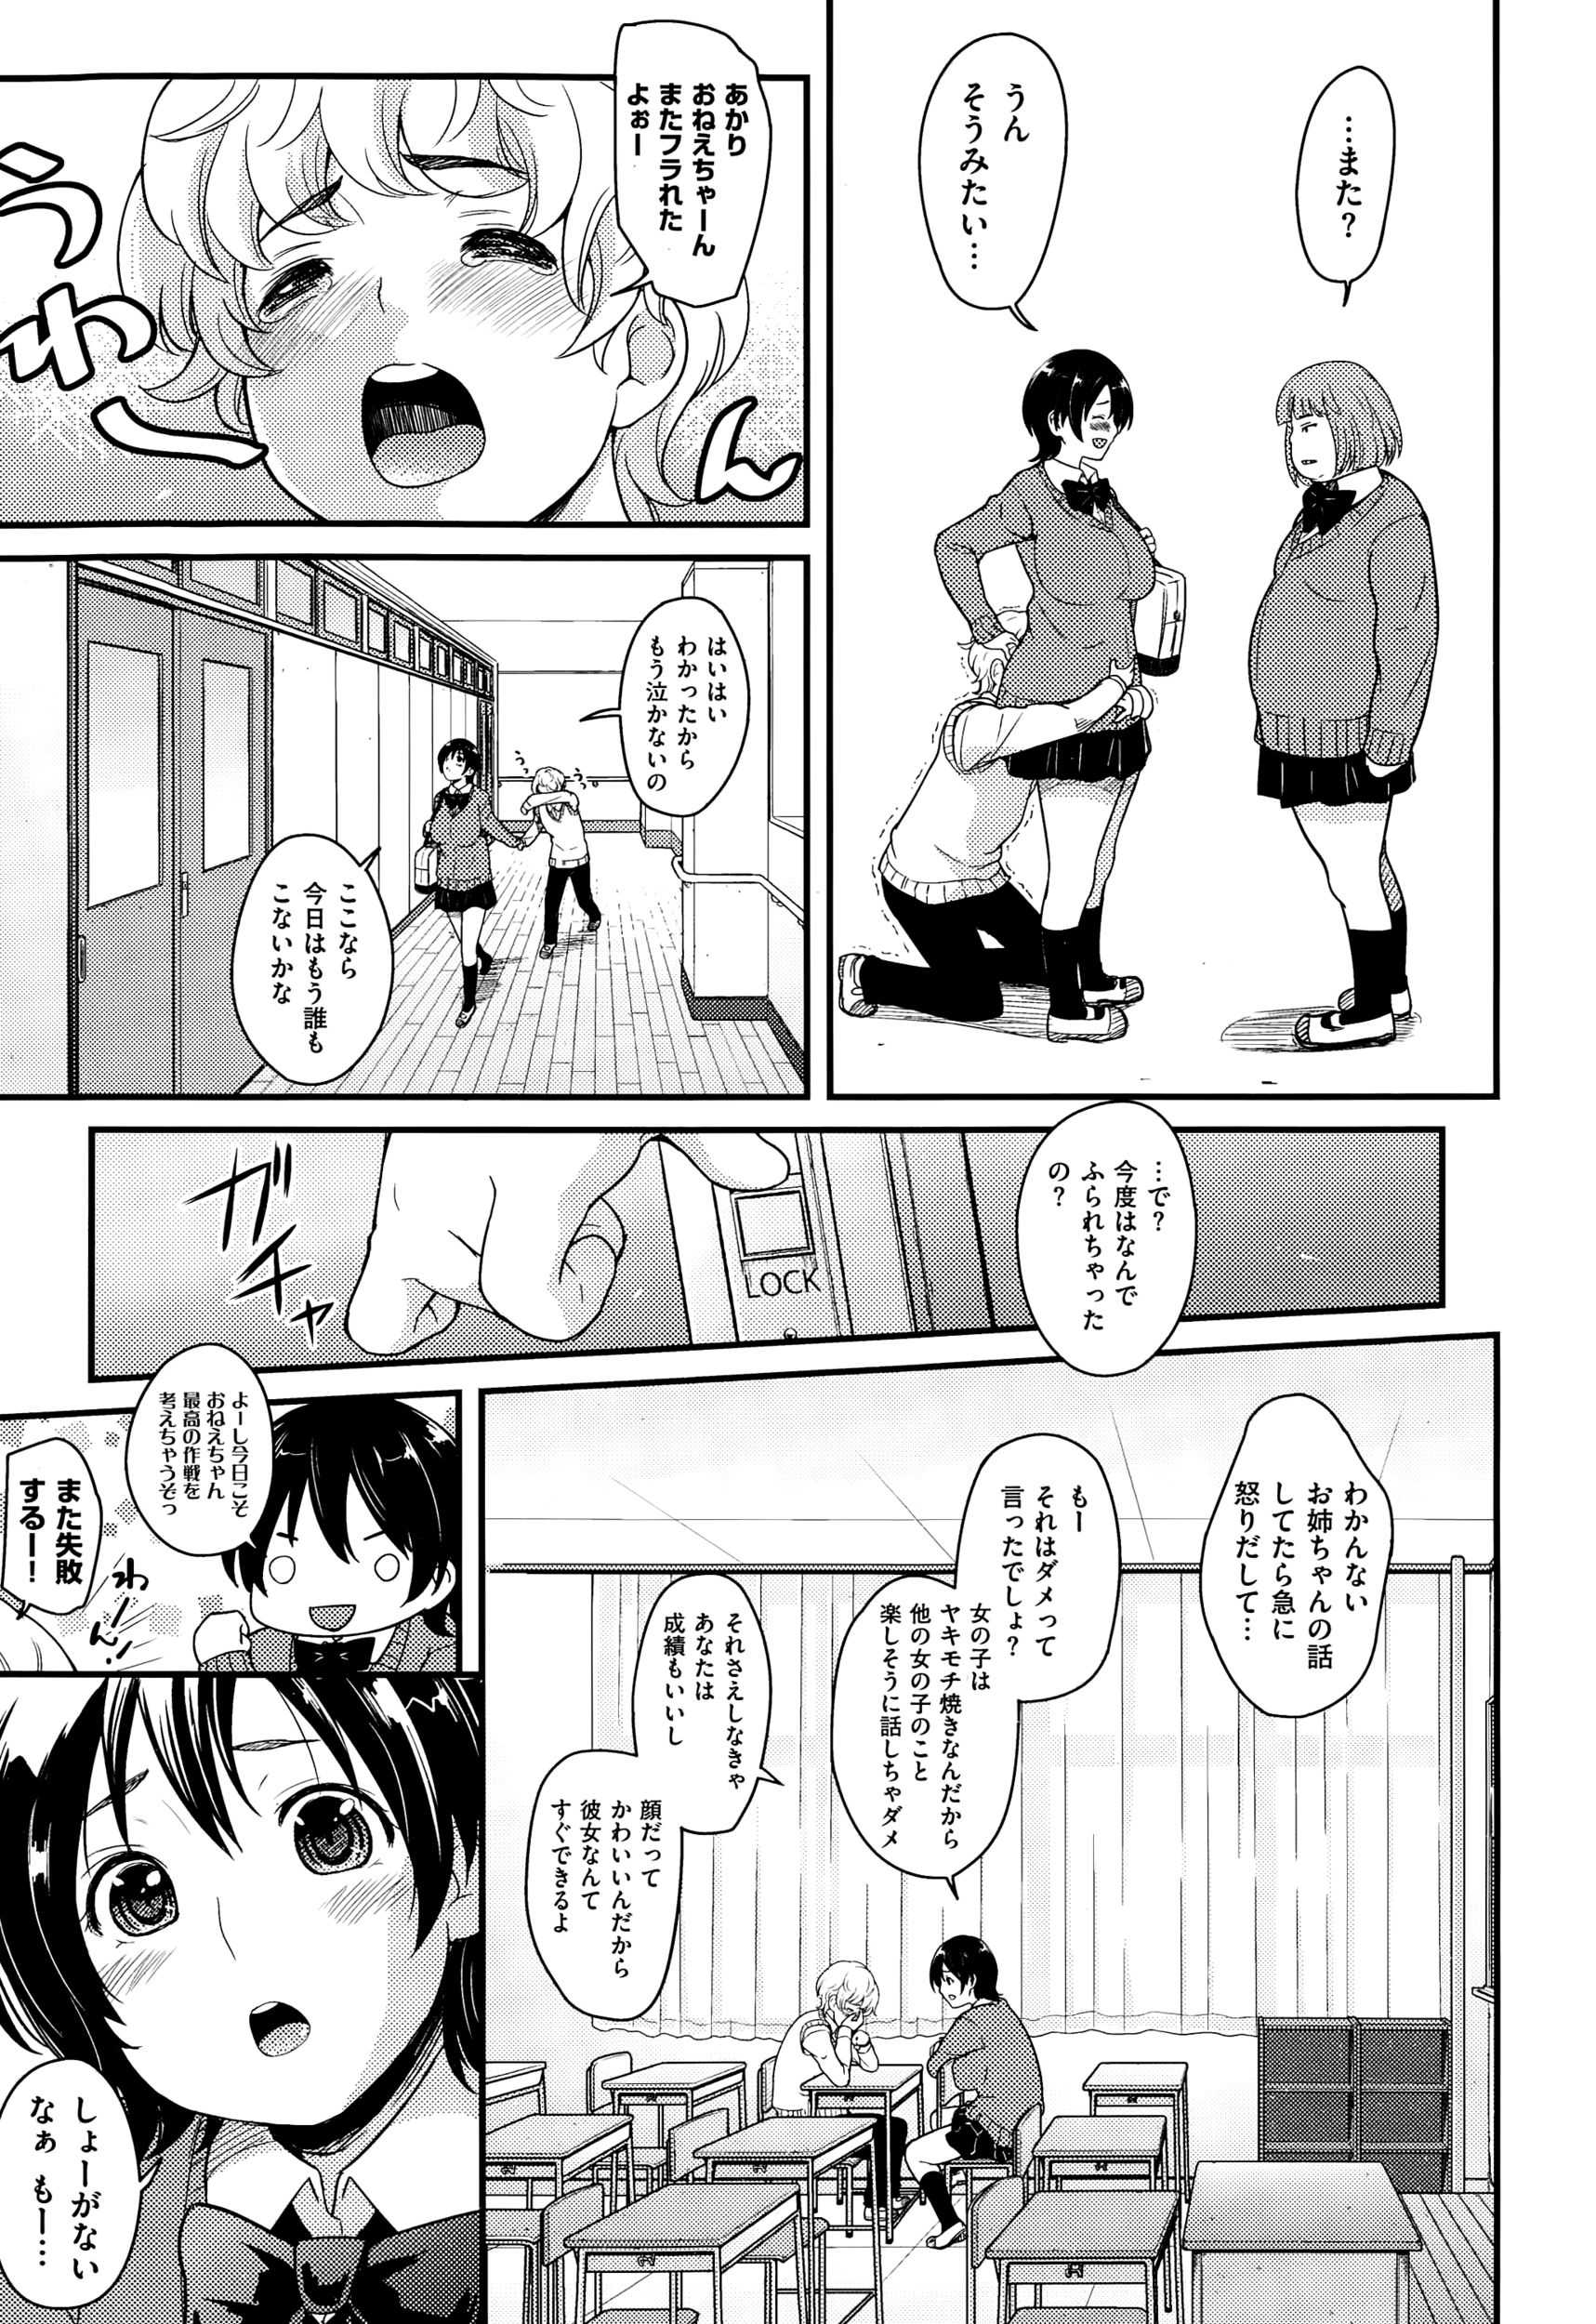 …また?
うん
そうみたい…
あかり
おねえちゃーん
またフラれた
よぉー
うわーん
はいはい
わかったから
もう泣かないの
うっ
うっ
ここなら
今日はもう誰も
こないかな
…で?
今度はなんで
ふられちゃった
の?
LOCK
ガチャ
わかんない
お姉ちゃんの話
してたら急に
怒りだして…
もー
それはダメって
言ったでしょ?
女の子は
ヤキモチ焼きなんだから
他の女の子のこと
楽しそうに話しちゃダメ
それさえしなきゃ
あなたは
成績もいいし
顔だって
かわいいんだから
彼女なんて
すぐできるよ
よーし今日こそ
おねえちゃん
最高の作戦を
考えちゃうぞっ
また失敗
するー!
わーん!
しょーがない
なぁ もー…